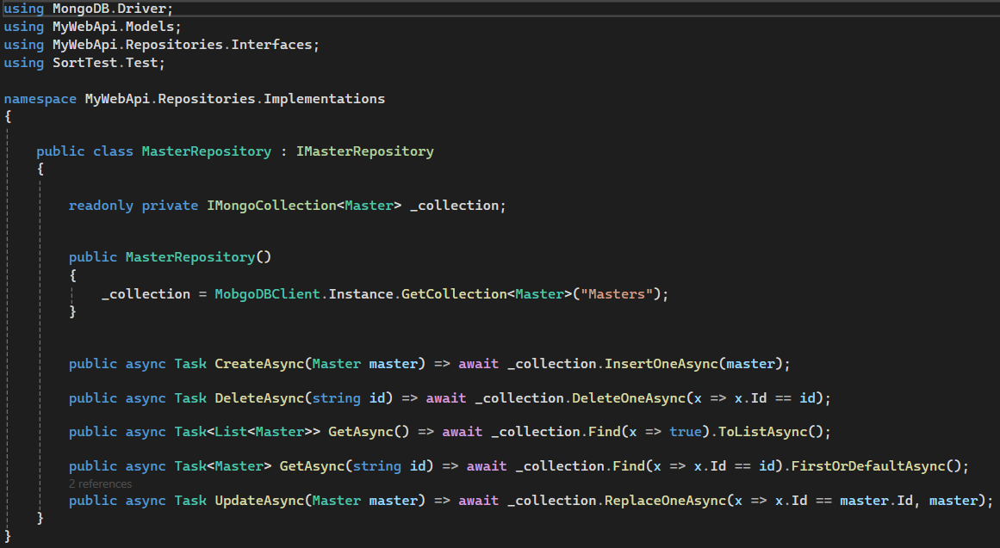 using MongoDB.Driver;
using MyWebApi.Models;
using MyWebApi.Repositories.Interfaces;
using SortTest.Test;
namespace MyWebApi.Repositories.Implementations
{
public class MasterRepository : IMasterRepository
{
readonly private IMongoCollection<Master> _collection;
public MasterRepository()
{
_collection = MobgoDBClient.Instance.GetCollection<Master>("Masters");
}
public async Task CreateAsync(Master master) => await _collection.InsertOneAsync(master);
public async Task DeleteAsync(string id) => await _collection.DeleteOneAsync(x => x.Id == id);
public async Task<List<Master>> GetAsync() => await _collection.Find(x => true).ToListAsync();
public async Task<Master> GetAsync(string id) => await _collection.Find(x => x.Id == id).FirstOrDefaultAsync();
2 references
public async Task UpdateAsync(Master master) => await _collection.ReplaceOneAsync(x => x.Id == master.Id, master);
}
}